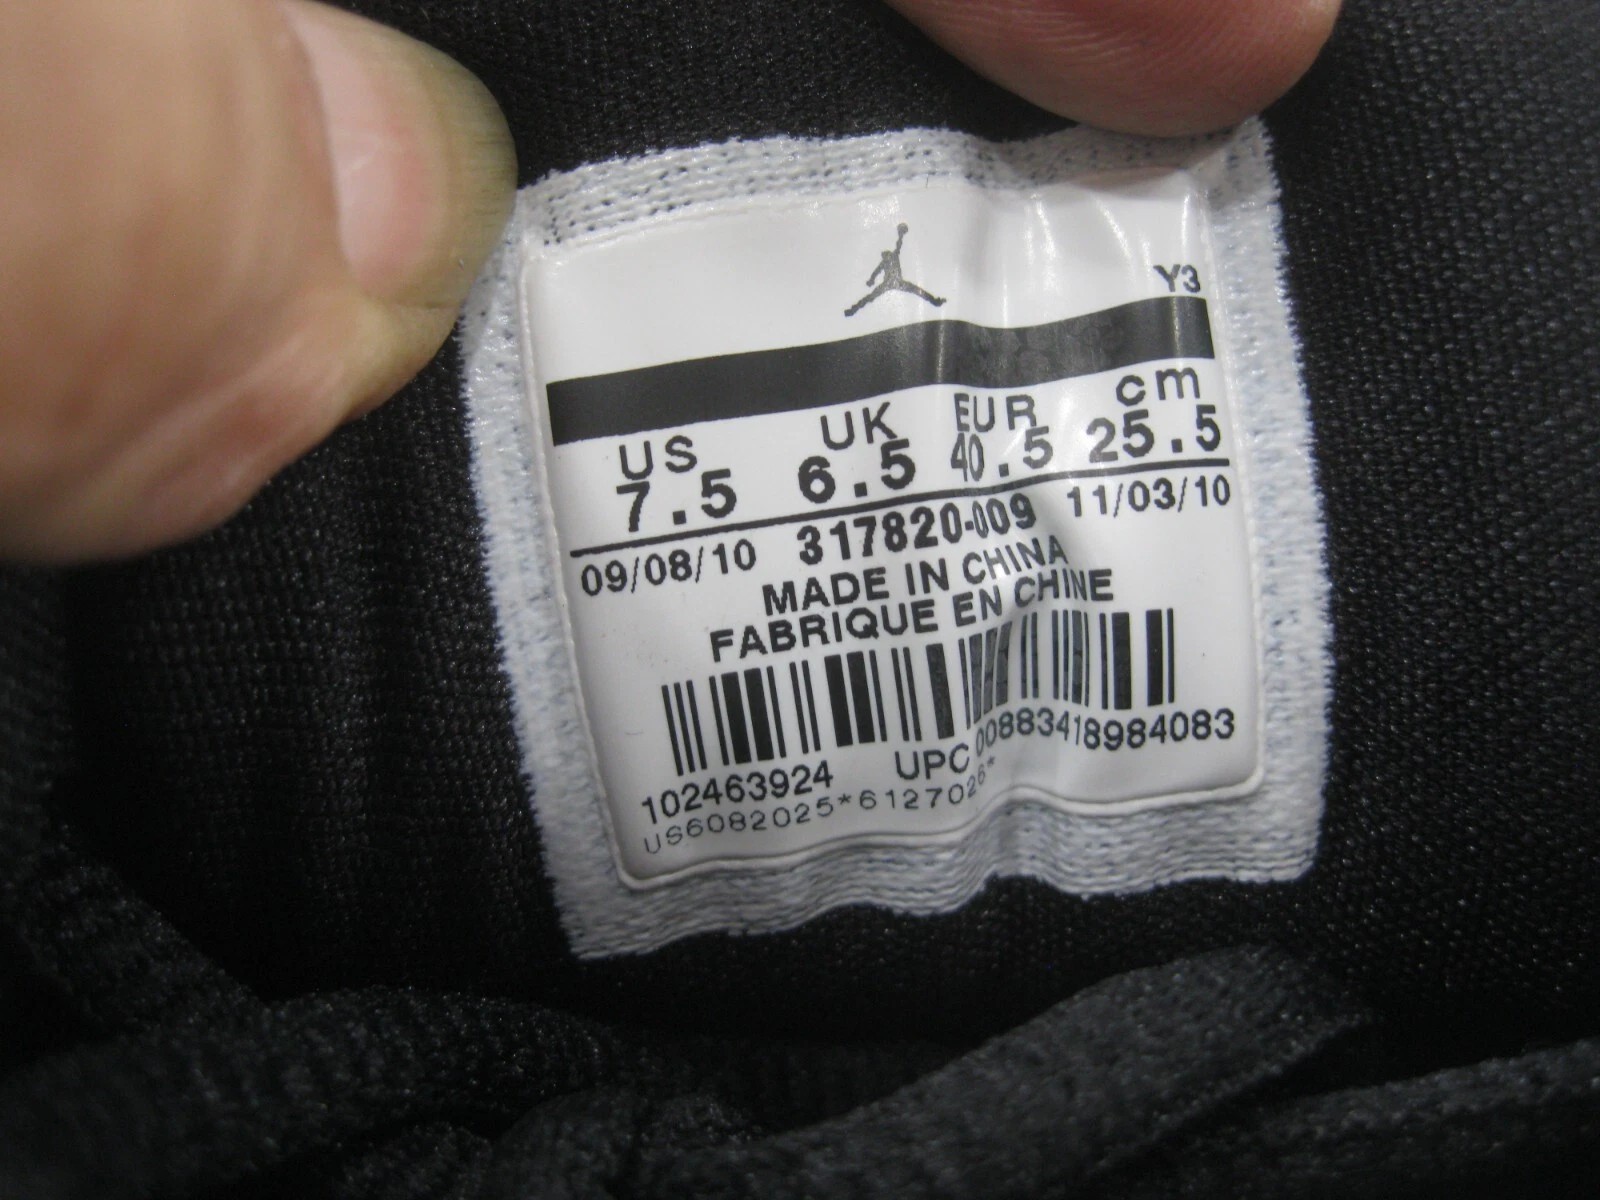 Y3
US UK EUR cm
7.5 6.5 40.5 25.5
09/08/10 317820-009 11/03/10
MADE IN CHINA
FABRIQUE EN CHINE
102463924 UPC 00883418984083
US6082025*6127026*